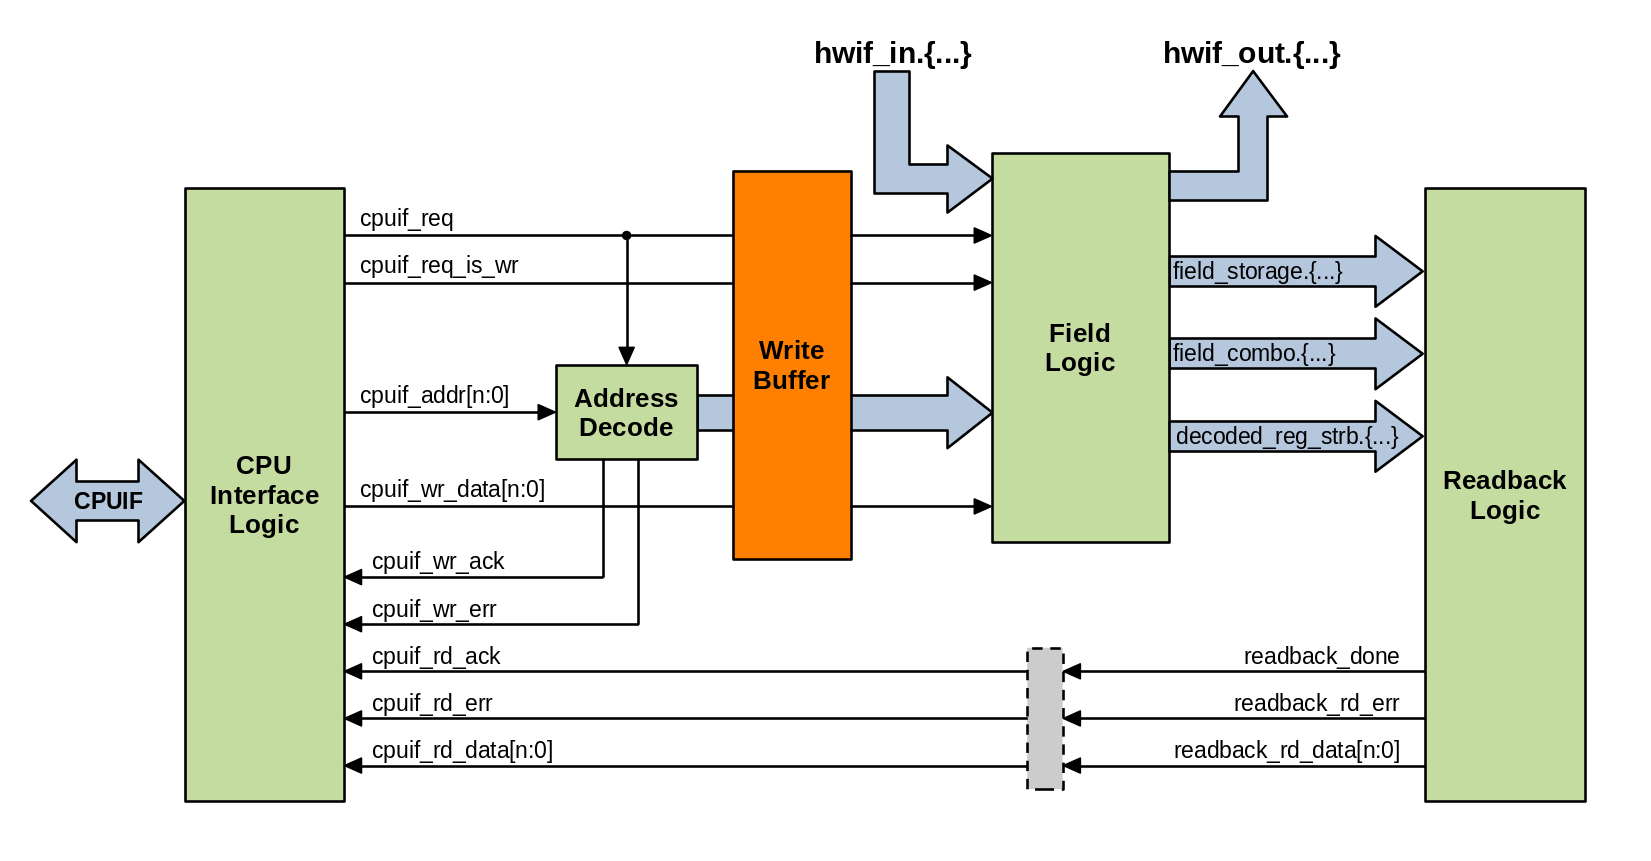 hwif_in.{...}
hwif_out.{...}
cpuif_req
cpuif_req_is_wr
cpuif_addr[n:0]
cpuif_wr_data[n:0]
cpuif_wr_ack
cpuif_wr_err
cpuif_rd_ack
cpuif_rd_err
cpuif_rd_data[n:0]
CPUIF
CPU
Interface
Logic
Address
Decode
Write
Buffer
Field
Logic
field_storage.{...}
field_combo.{...}
decoded_reg_strb.{...}
Readback
Logic
readback_done
readback_rd_err
readback_rd_data[n:0]